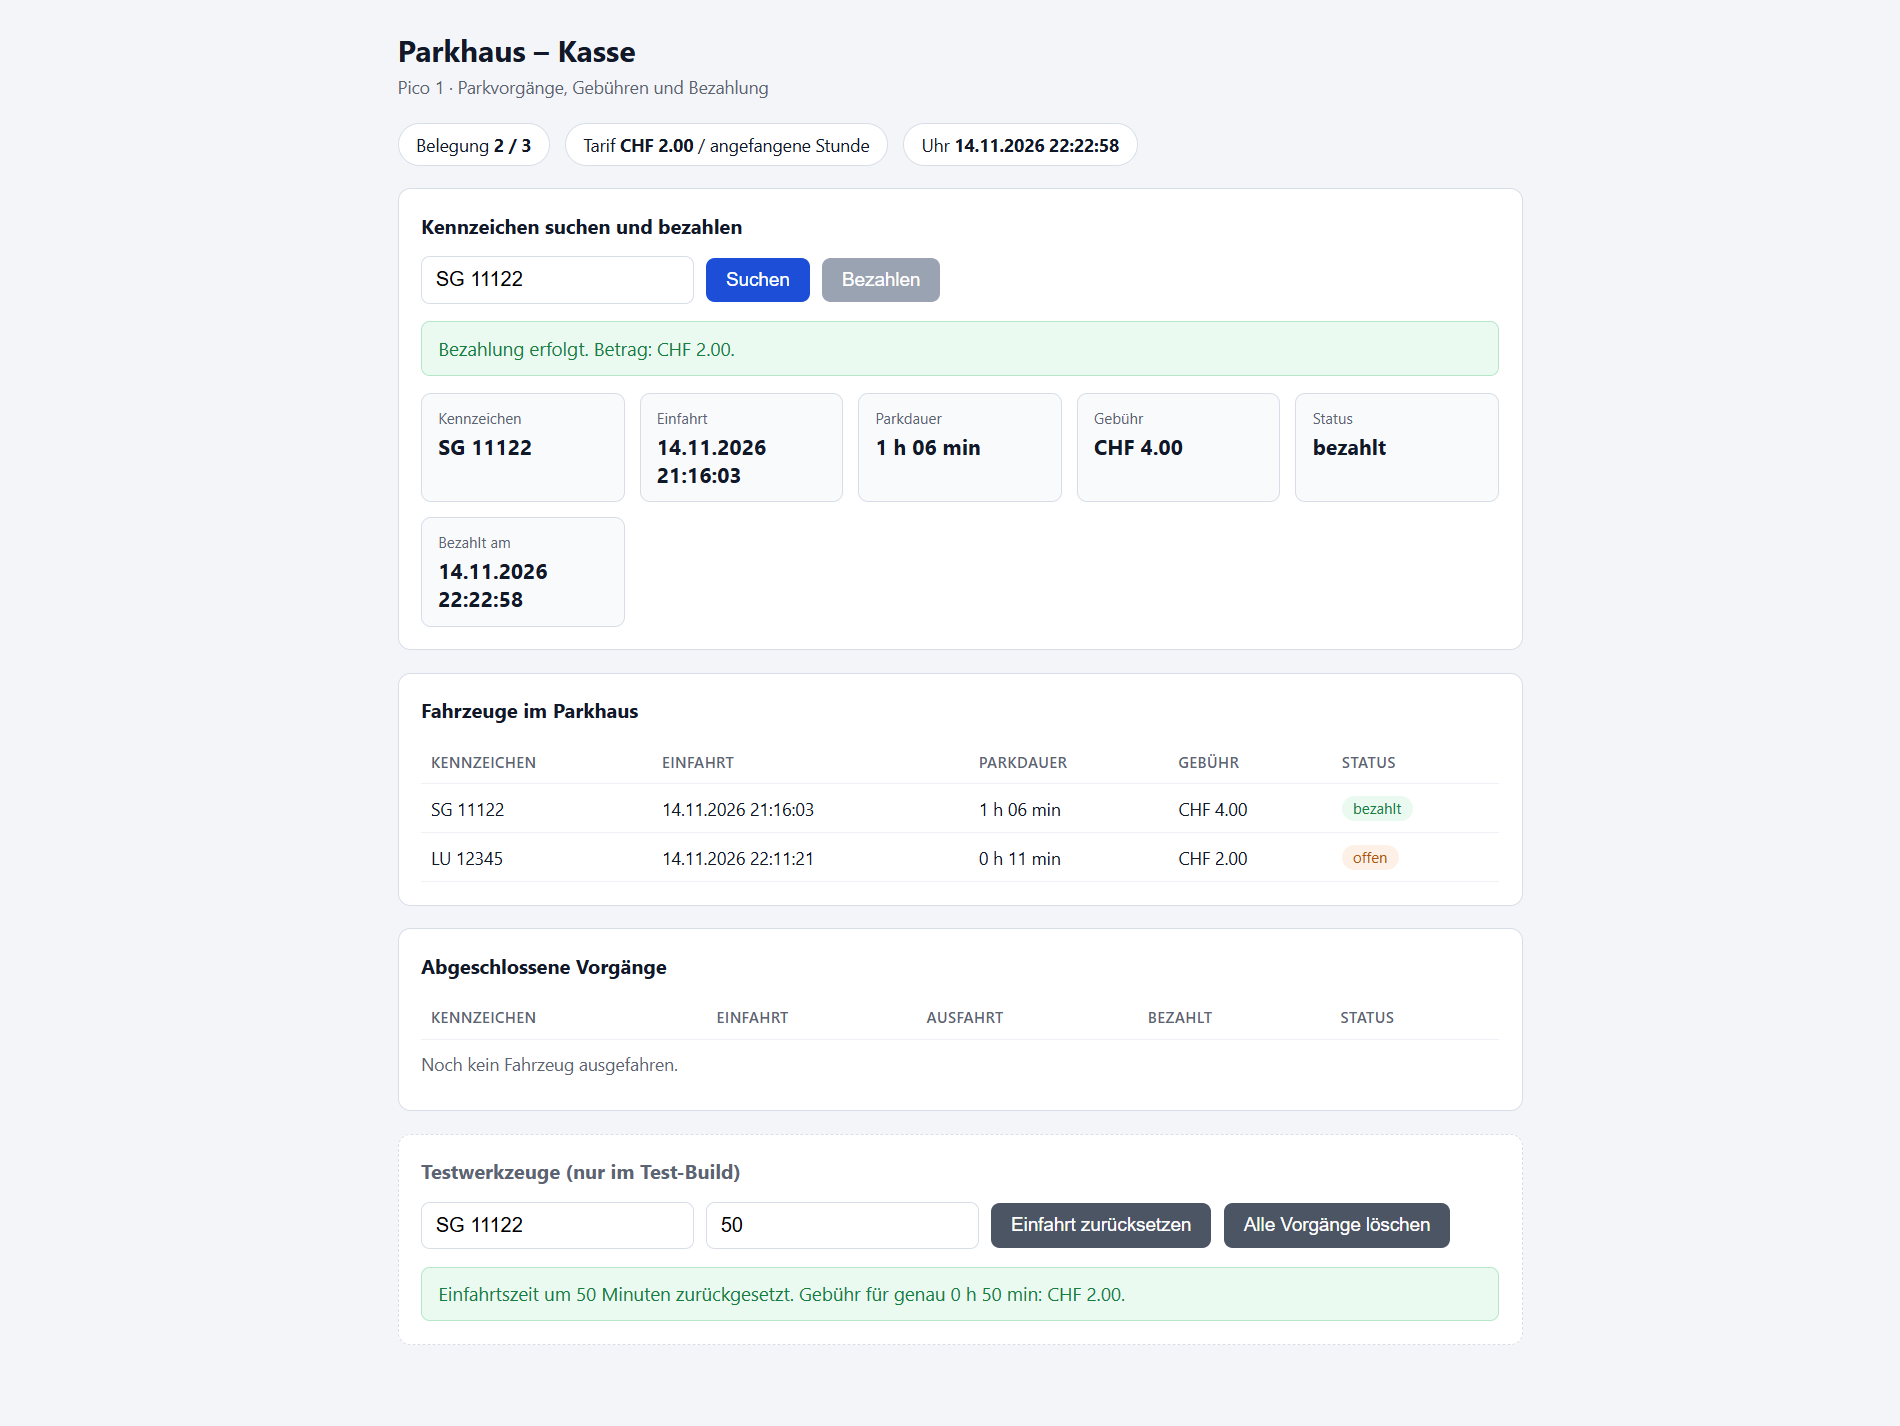 Parkhaus – Kasse
Pico 1 · Parkvorgänge, Gebühren und Bezahlung
Belegung 2 / 3 Tarif CHF 2.00 / angefangene Stunde Uhr 14.11.2026 22:22:58
Kennzeichen suchen und bezahlen
SG 11122 Suchen Bezahlen
Bezahlung erfolgt. Betrag: CHF 2.00.
Kennzeichen Einfahrt Parkdauer Gebühr Status
SG 11122 14.11.2026 1 h 06 min CHF 4.00 bezahlt
21:16:03
Bezahlt am
14.11.2026
22:22:58
Fahrzeuge im Parkhaus
KENNZEICHEN EINFAHRT PARKDAUER GEBÜHR STATUS
SG 11122 14.11.2026 21:16:03 1 h 06 min CHF 4.00 bezahlt
LU 12345 14.11.2026 22:11:21 0 h 11 min CHF 2.00 offen
Abgeschlossene Vorgänge
KENNZEICHEN EINFAHRT AUSFAHRT BEZAHLT STATUS
Noch kein Fahrzeug ausgefahren.
Testwerkzeuge (nur im Test-Build)
SG 11122 50 Einfahrt zurücksetzen Alle Vorgänge löschen
Einfahrtszeit um 50 Minuten zurückgesetzt. Gebühr für genau 0 h 50 min: CHF 2.00.